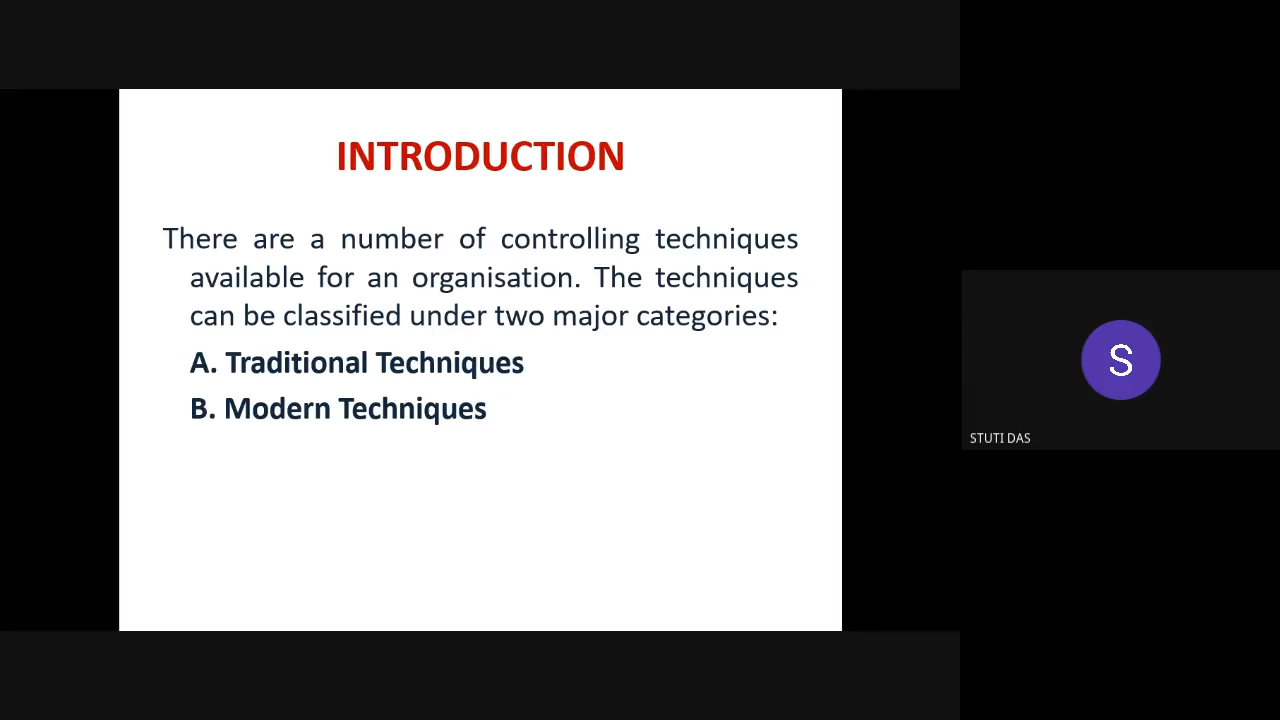 INTRODUCTION
There are a number of controlling techniques
available for an organisation. The techniques
can be classified under two major categories:
A. Traditional Techniques
B. Modern Techniques
S
STUTI DAS